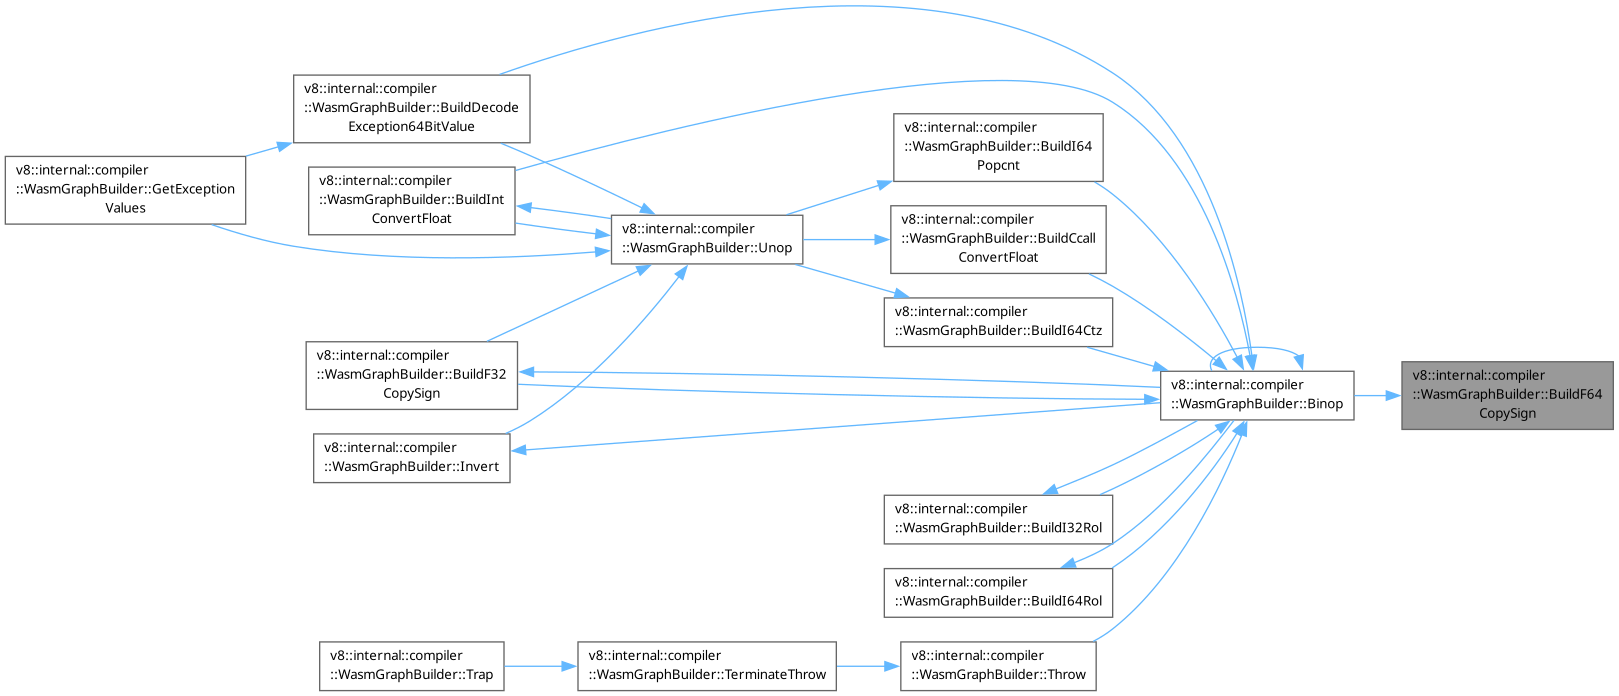 v8::internal::compiler
::WasmGraphBuilder::BuildDecode
Exception64BitValue
v8::internal::compiler
::WasmGraphBuilder::GetException
Values
v8::internal::compiler
::WasmGraphBuilder::BuildInt
ConvertFloat
v8::internal::compiler
::WasmGraphBuilder::Unop
v8::internal::compiler
::WasmGraphBuilder::BuildI64
Popcnt
v8::internal::compiler
::WasmGraphBuilder::BuildCcall
ConvertFloat
v8::internal::compiler
::WasmGraphBuilder::BuildI64Ctz
v8::internal::compiler
::WasmGraphBuilder::BuildF32
CopySign
v8::internal::compiler
::WasmGraphBuilder::Binop
v8::internal::compiler
::WasmGraphBuilder::BuildF64
CopySign
v8::internal::compiler
::WasmGraphBuilder::Invert
v8::internal::compiler
::WasmGraphBuilder::BuildI32Rol
v8::internal::compiler
::WasmGraphBuilder::BuildI64Rol
v8::internal::compiler
::WasmGraphBuilder::Trap
v8::internal::compiler
::WasmGraphBuilder::TerminateThrow
v8::internal::compiler
::WasmGraphBuilder::Throw